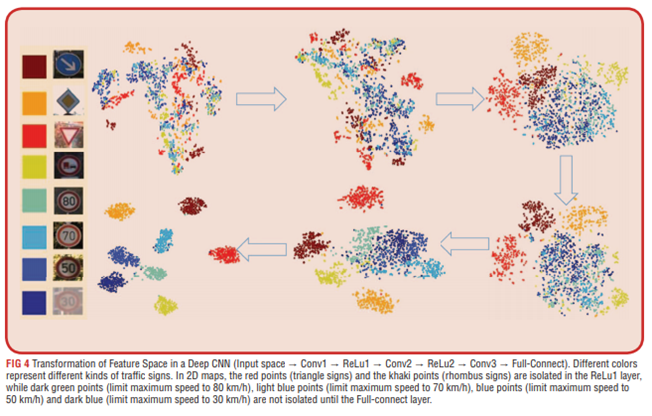 80
70
50
30
FIG 4 Transformation of Feature Space in a Deep CNN (Input space → Conv1 → ReLu1 → Conv2 → ReLu2 → Conv3 → Full-Connect). Different colors
represent different kinds of traffic signs. In 2D maps, the red points (triangle signs) and the khaki points (rhombus signs) are isolated in the ReLu1 layer,
while dark green points (limit maximum speed to 80 km/h), light blue points (limit maximum speed to 70 km/h), blue points (limit maximum speed to
50 km/h) and dark blue (limit maximum speed to 30 km/h) are not isolated until the Full-connect layer.